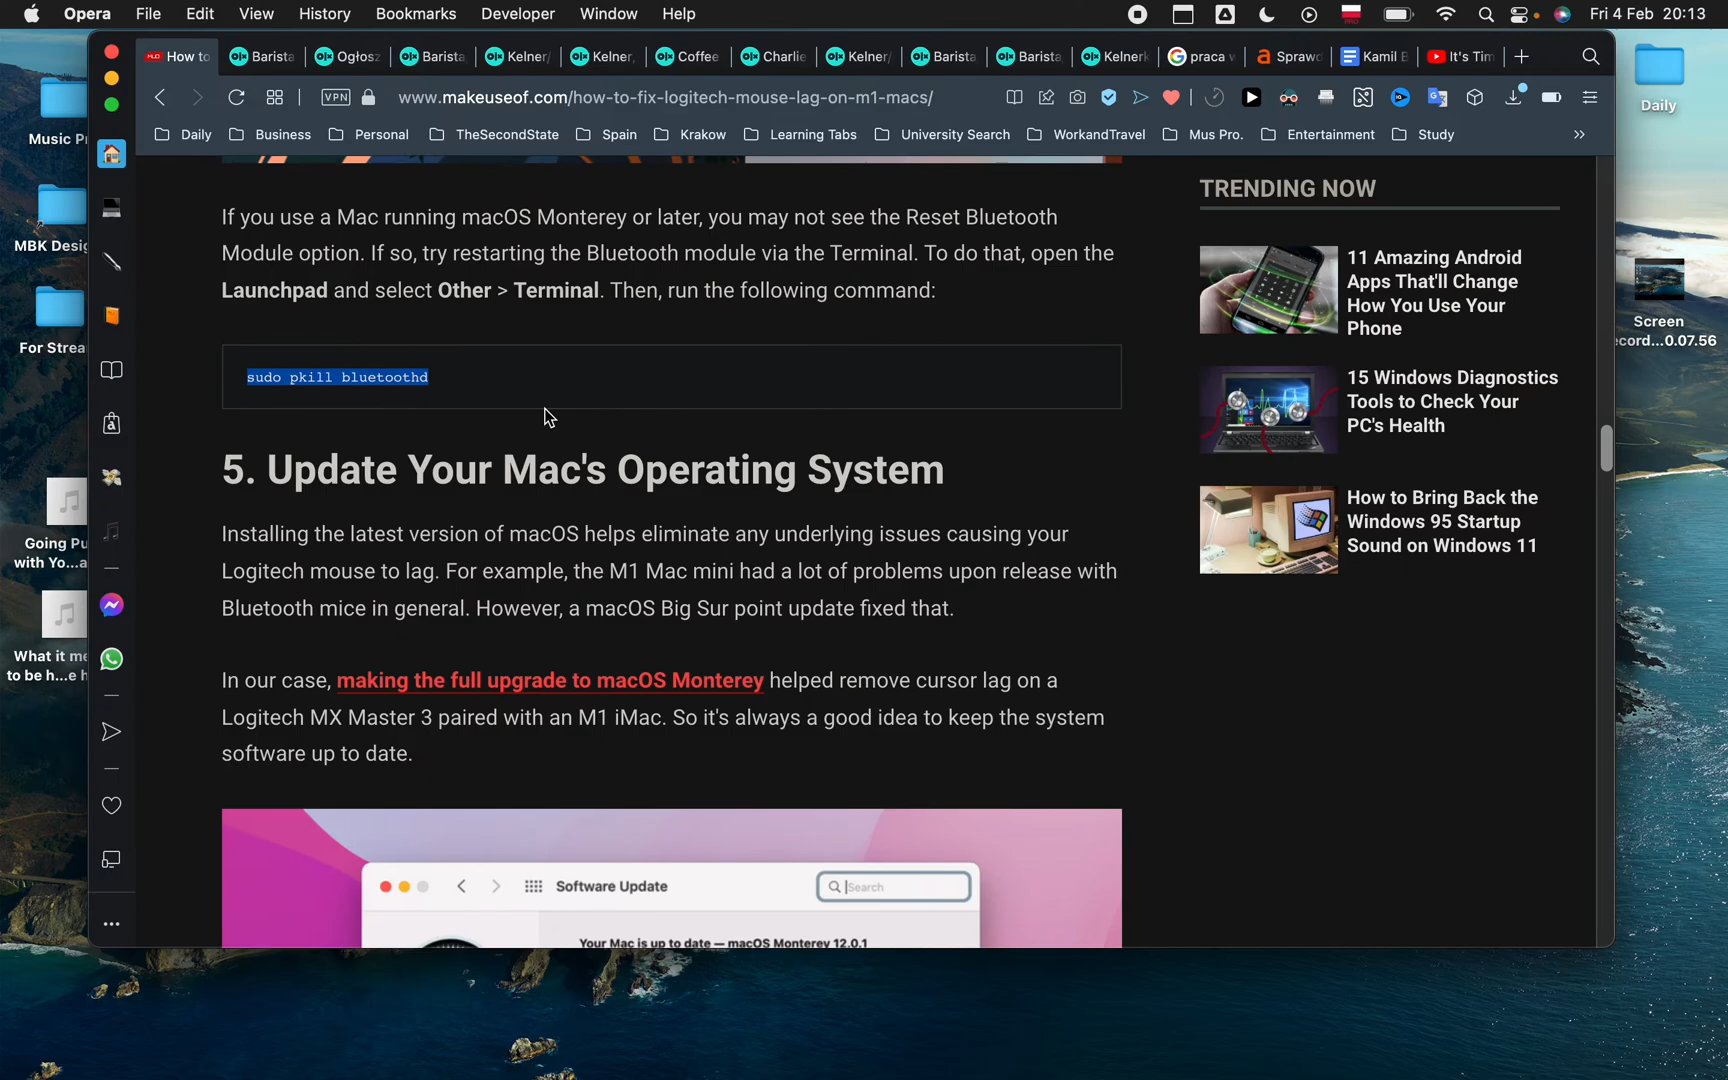 Opera File Edit View History Bookmarks Developer Window Help Fri 4 Feb 20:13
How to Barista Ogłosz Barista Kelner/ Kelner, Coffee Charlie Kelner/ Barista Barista Kelnerk praca w Sprawd Kamil B It's Tim
VPN www.makeuseof.com/how-to-fix-logitech-mouse-lag-on-m1-macs/
Daily Business Personal TheSecondState Spain Krakow Learning Tabs University Search WorkandTravel Mus Pro. Entertainment Study »
Music P
MBK Desig
For Strea
Going Pu
with Yo...a
What it me
to be h...e h
If you use a Mac running macOS Monterey or later, you may not see the Reset Bluetooth
Module option. If so, try restarting the Bluetooth module via the Terminal. To do that, open the
Launchpad and select Other > Terminal. Then, run the following command:
sudo pkill bluetoothd
5. Update Your Mac's Operating System
Installing the latest version of macOS helps eliminate any underlying issues causing your
Logitech mouse to lag. For example, the M1 Mac mini had a lot of problems upon release with
Bluetooth mice in general. However, a macOS Big Sur point update fixed that.
In our case, making the full upgrade to macOS Monterey helped remove cursor lag on a
Logitech MX Master 3 paired with an M1 iMac. So it's always a good idea to keep the system
software up to date.
Software Update
Search
Your Mac is up to date — macOS Monterey 12.0.1
TRENDING NOW
11 Amazing Android
Apps That'll Change
How You Use Your
Phone
15 Windows Diagnostics
Tools to Check Your
PC's Health
How to Bring Back the
Windows 95 Startup
Sound on Windows 11
Daily
Screen
ecord...0.07.56